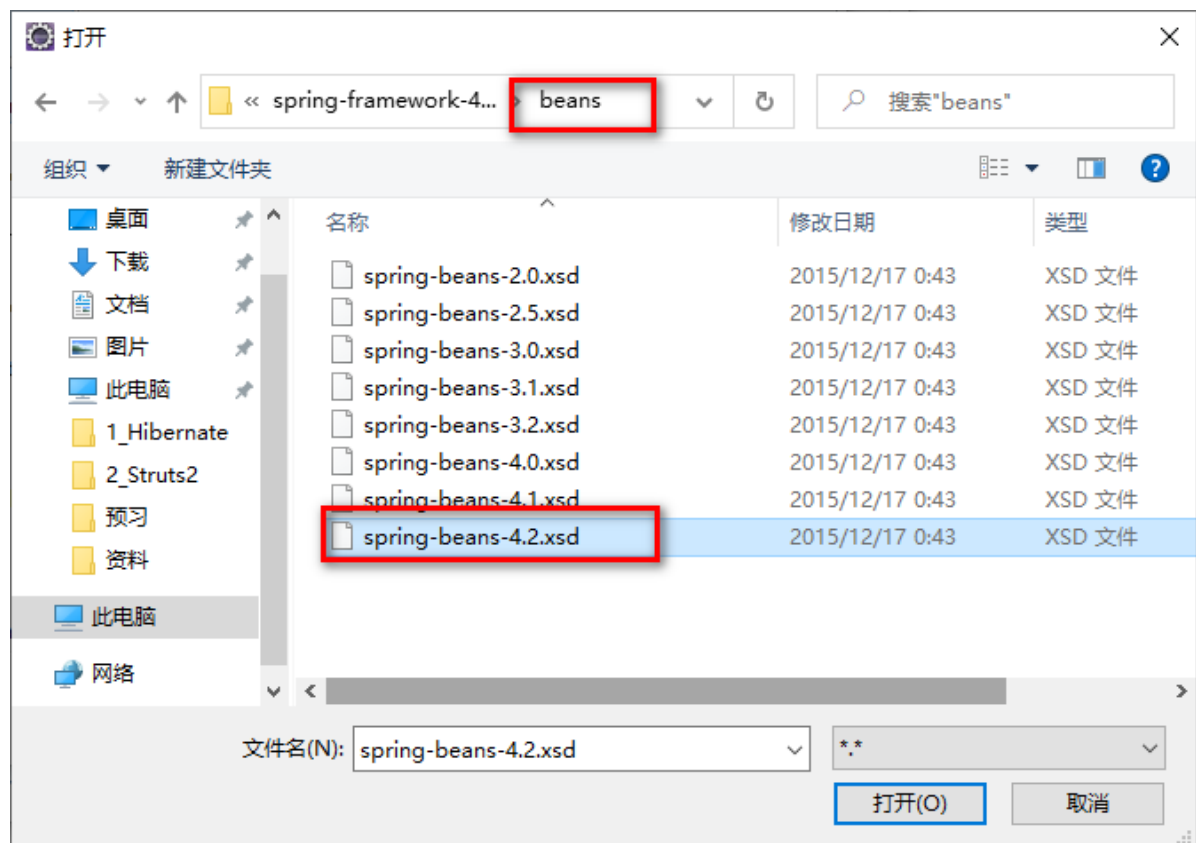 打开
« spring-framework-4... › beans
搜索"beans"
组织
新建文件夹
桌面
下载
文档
图片
此电脑
1_Hibernate
2_Struts2
预习
资料
此电脑
网络
名称 修改日期 类型
spring-beans-2.0.xsd 2015/12/17 0:43 XSD 文件
spring-beans-2.5.xsd 2015/12/17 0:43 XSD 文件
spring-beans-3.0.xsd 2015/12/17 0:43 XSD 文件
spring-beans-3.1.xsd 2015/12/17 0:43 XSD 文件
spring-beans-3.2.xsd 2015/12/17 0:43 XSD 文件
spring-beans-4.0.xsd 2015/12/17 0:43 XSD 文件
spring-beans-4.1.xsd 2015/12/17 0:43 XSD 文件
spring-beans-4.2.xsd 2015/12/17 0:43 XSD 文件
文件名(N): spring-beans-4.2.xsd
*.*
打开(O)
取消